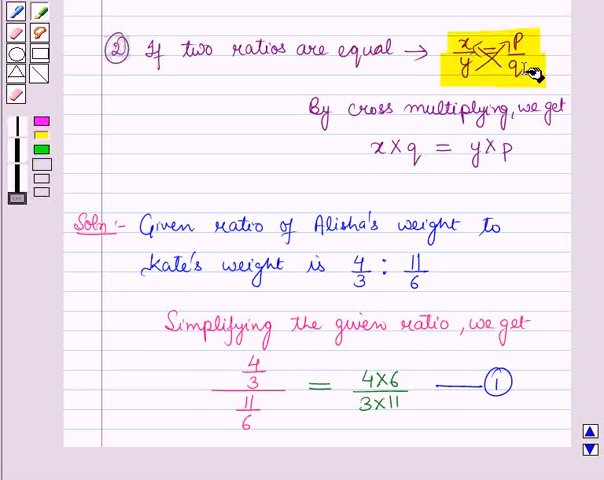 ② If two ratios are equal → x/y = p/q
By cross multiplying, we get
x × q = y × p
Soln :- Given ratio of Alisha's weight to
Kate's weight is 4/3 : 11/6
Simplifying the given ratio, we get
4/3 / 11/6 = 4×6 / 3×11 —— ①